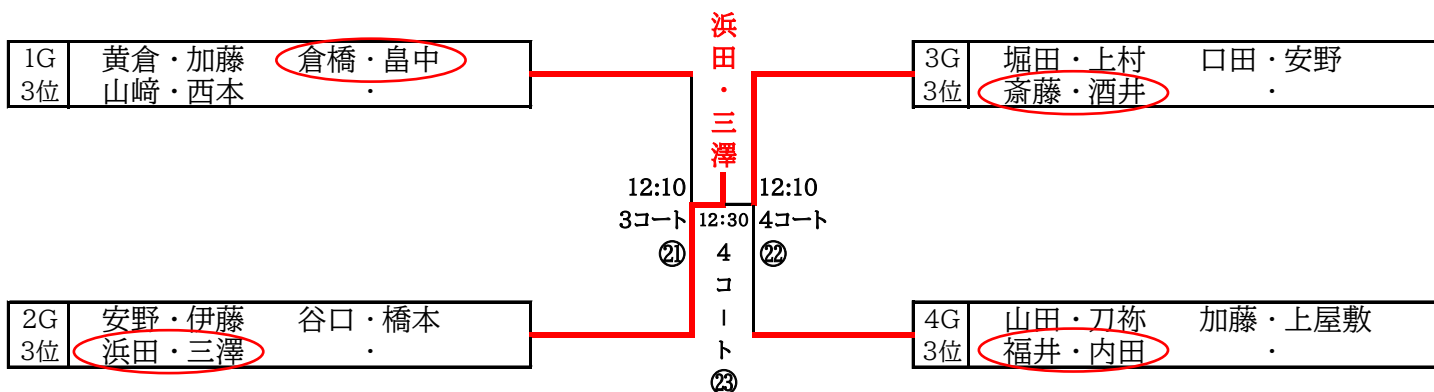 浜田・三澤
1G 黄倉・加藤 倉橋・畠中
3位 山﨑・西本 ・
3G 堀田・上村 口田・安野
3位 斎藤・酒井 ・
12:10 12:10
3コート 12:30 4コート
㉑ 4コート ㉒
㉓
2G 安野・伊藤 谷口・橋本
3位 浜田・三澤 ・
4G 山田・刀祢 加藤・上屋敷
3位 福井・内田 ・